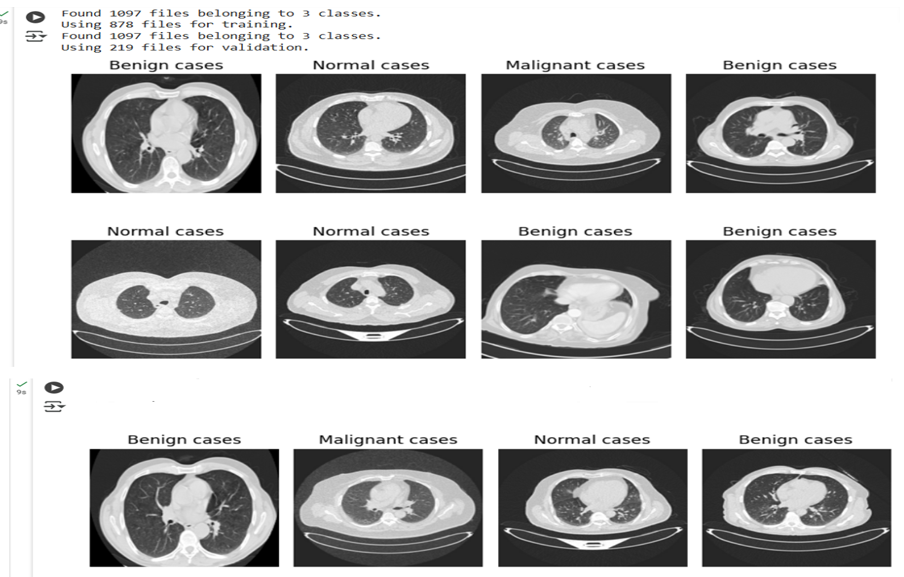 Found 1097 files belonging to 3 classes.
Using 878 files for training.
Found 1097 files belonging to 3 classes.
Using 219 files for validation.
9s
Benign cases Normal cases Malignant cases Benign cases
Normal cases Normal cases Benign cases Benign cases
9s
Benign cases Malignant cases Normal cases Benign cases